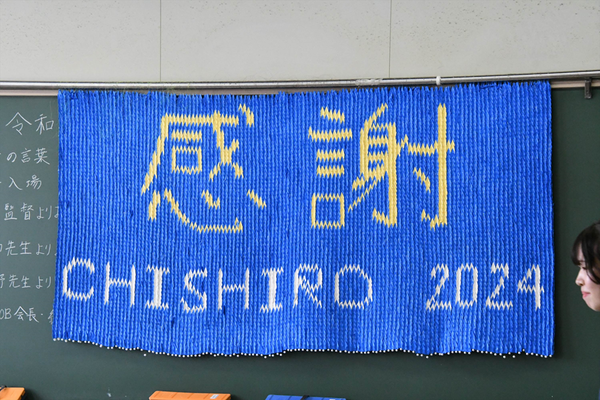 感謝
CHISHIRO 2024
令和
の言葉
入場
監督より
先生より
先生より
OB会長・